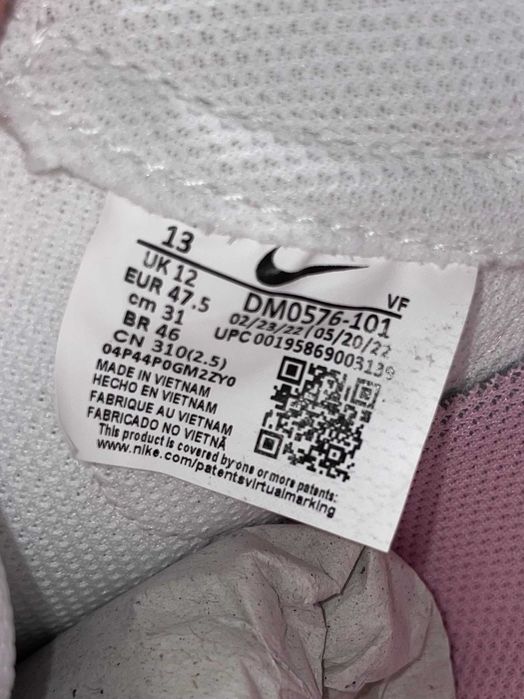 13
UK 12
EUR 47.5
cm 31
BR 46
CN 310(2.5)
04P44P0GM2ZY0
MADE IN VIETNAM
HECHO EN VIETNAM
FABRIQUE AU VIETNAM
FABRICADO NO VIETNÃ
This product is covered by one or more patents:
www.nike.com/patentsvirtualmarking
VF
DM0576-101
02/23/22 / 05/20/22
UPC 00195869003139